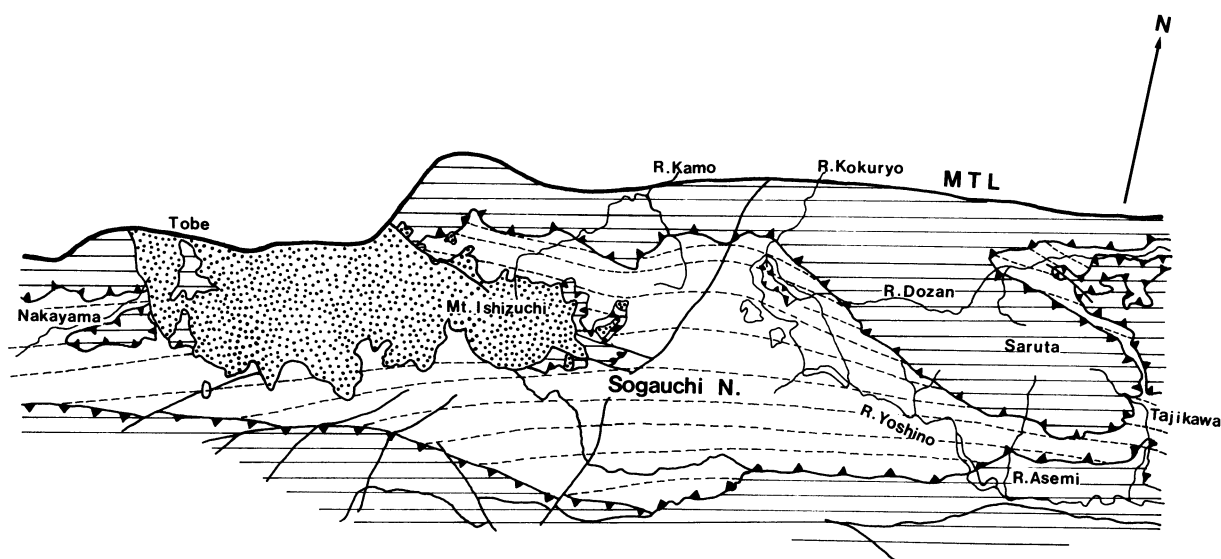 N
R.Kamo
R.Kokuryo
MTL
Tobe
R.Dozan
Mt.Ishizuchi
Nakayama
Saruta
Sogauchi N.
R.Yoshino
Tajikawa
R.Asemi